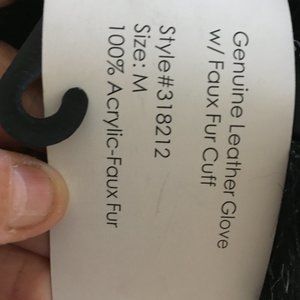 Genuine Leather Glove
w/ Faux Fur Cuff
Style#318212
Size: M
100% Acrylic-Faux Fur